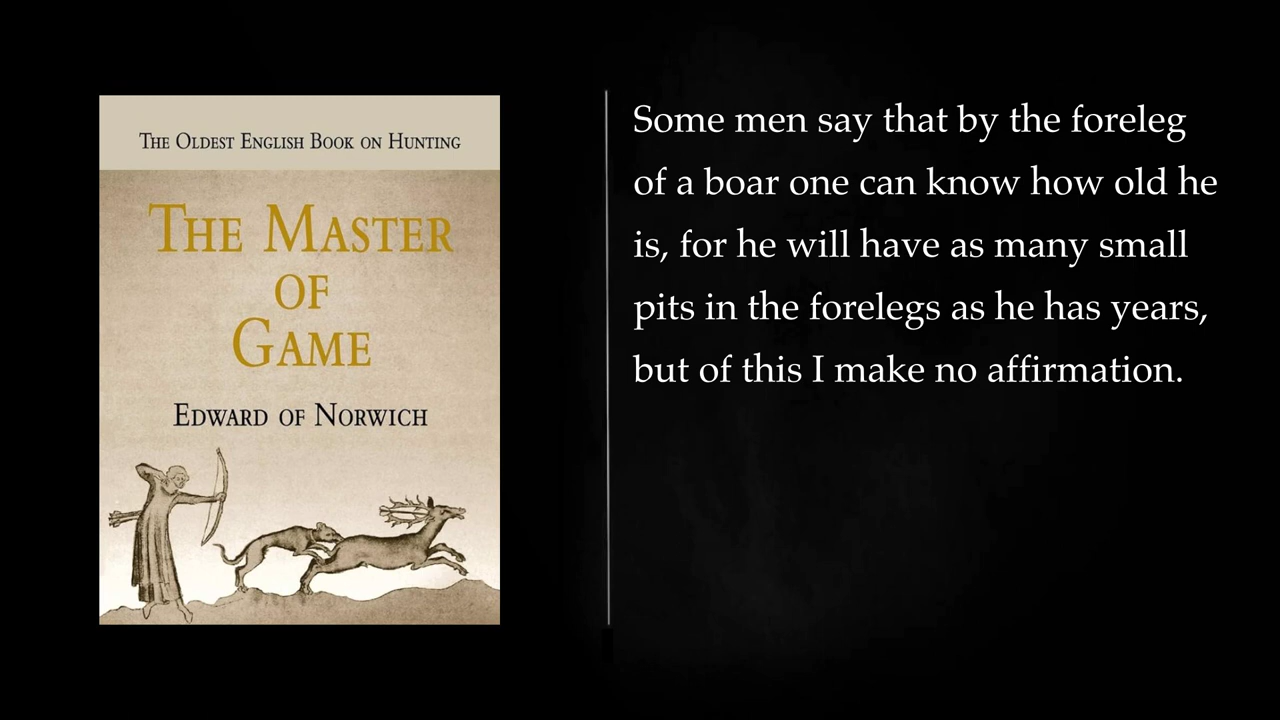 The Oldest English Book on Hunting
The Master
of
Game
Edward of Norwich
Some men say that by the foreleg
of a boar one can know how old he
is, for he will have as many small
pits in the forelegs as he has years,
but of this I make no affirmation.